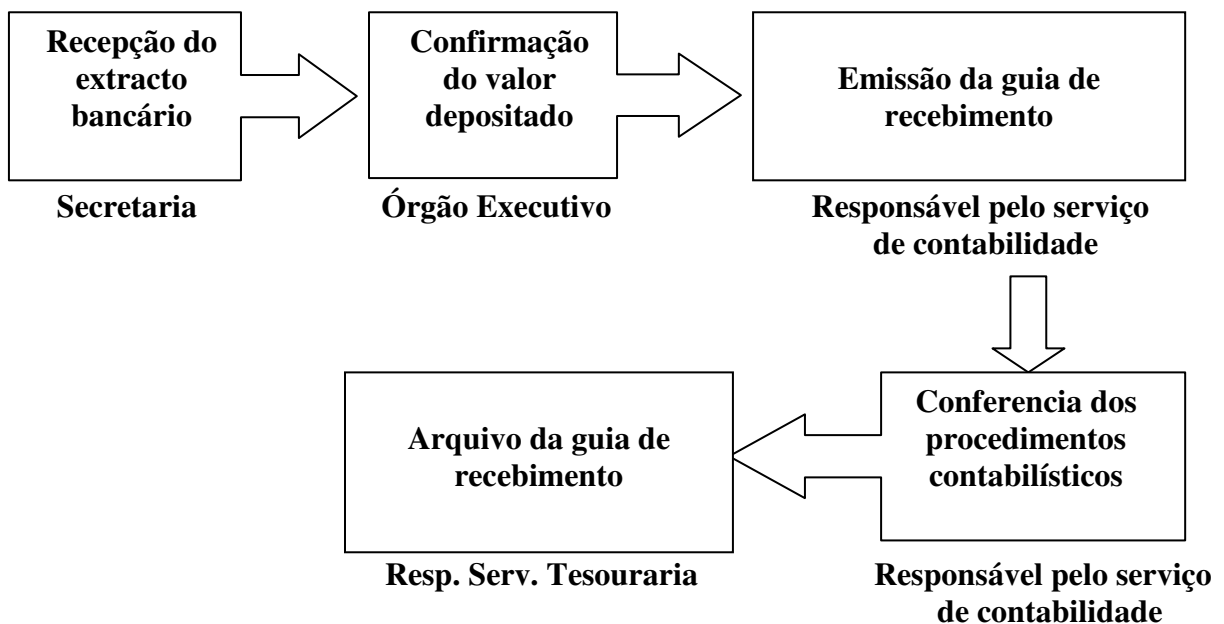 Recepção do
extracto
bancário
Secretaria
Confirmação
do valor
depositado
Órgão Executivo
Emissão da guia de
recebimento
Responsável pelo serviço
de contabilidade
Conferencia dos
procedimentos
contabilísticos
Responsável pelo serviço
de contabilidade
Arquivo da guia de
recebimento
Resp. Serv. Tesouraria